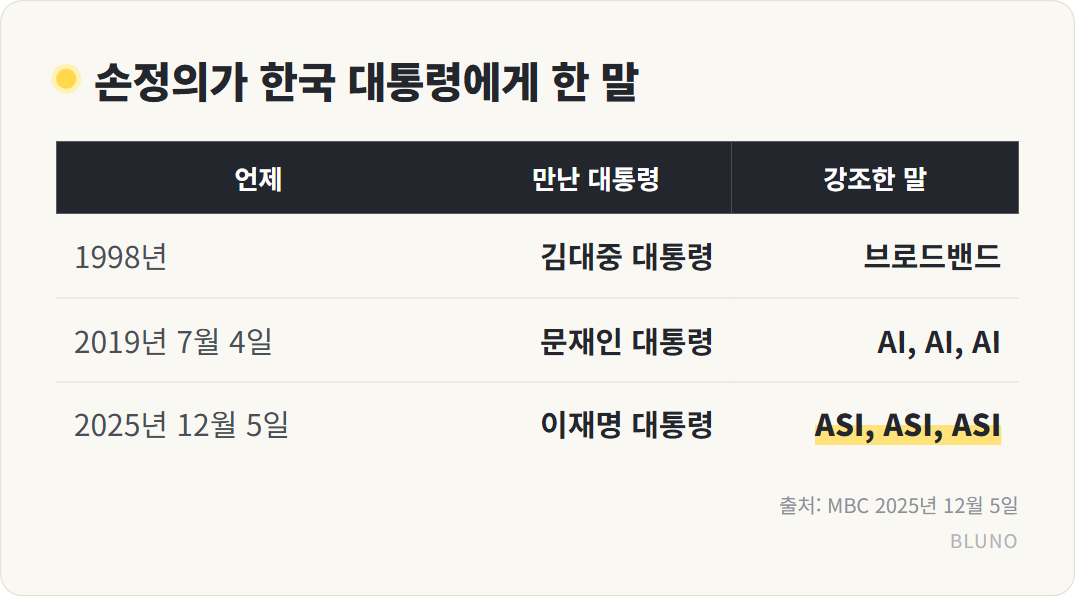 손정의가 한국 대통령에게 한 말
언제 만난 대통령 강조한 말
1998년 김대중 대통령 브로드밴드
2019년 7월 4일 문재인 대통령 AI, AI, AI
2025년 12월 5일 이재명 대통령 ASI, ASI, ASI
출처: MBC 2025년 12월 5일
BLUNO